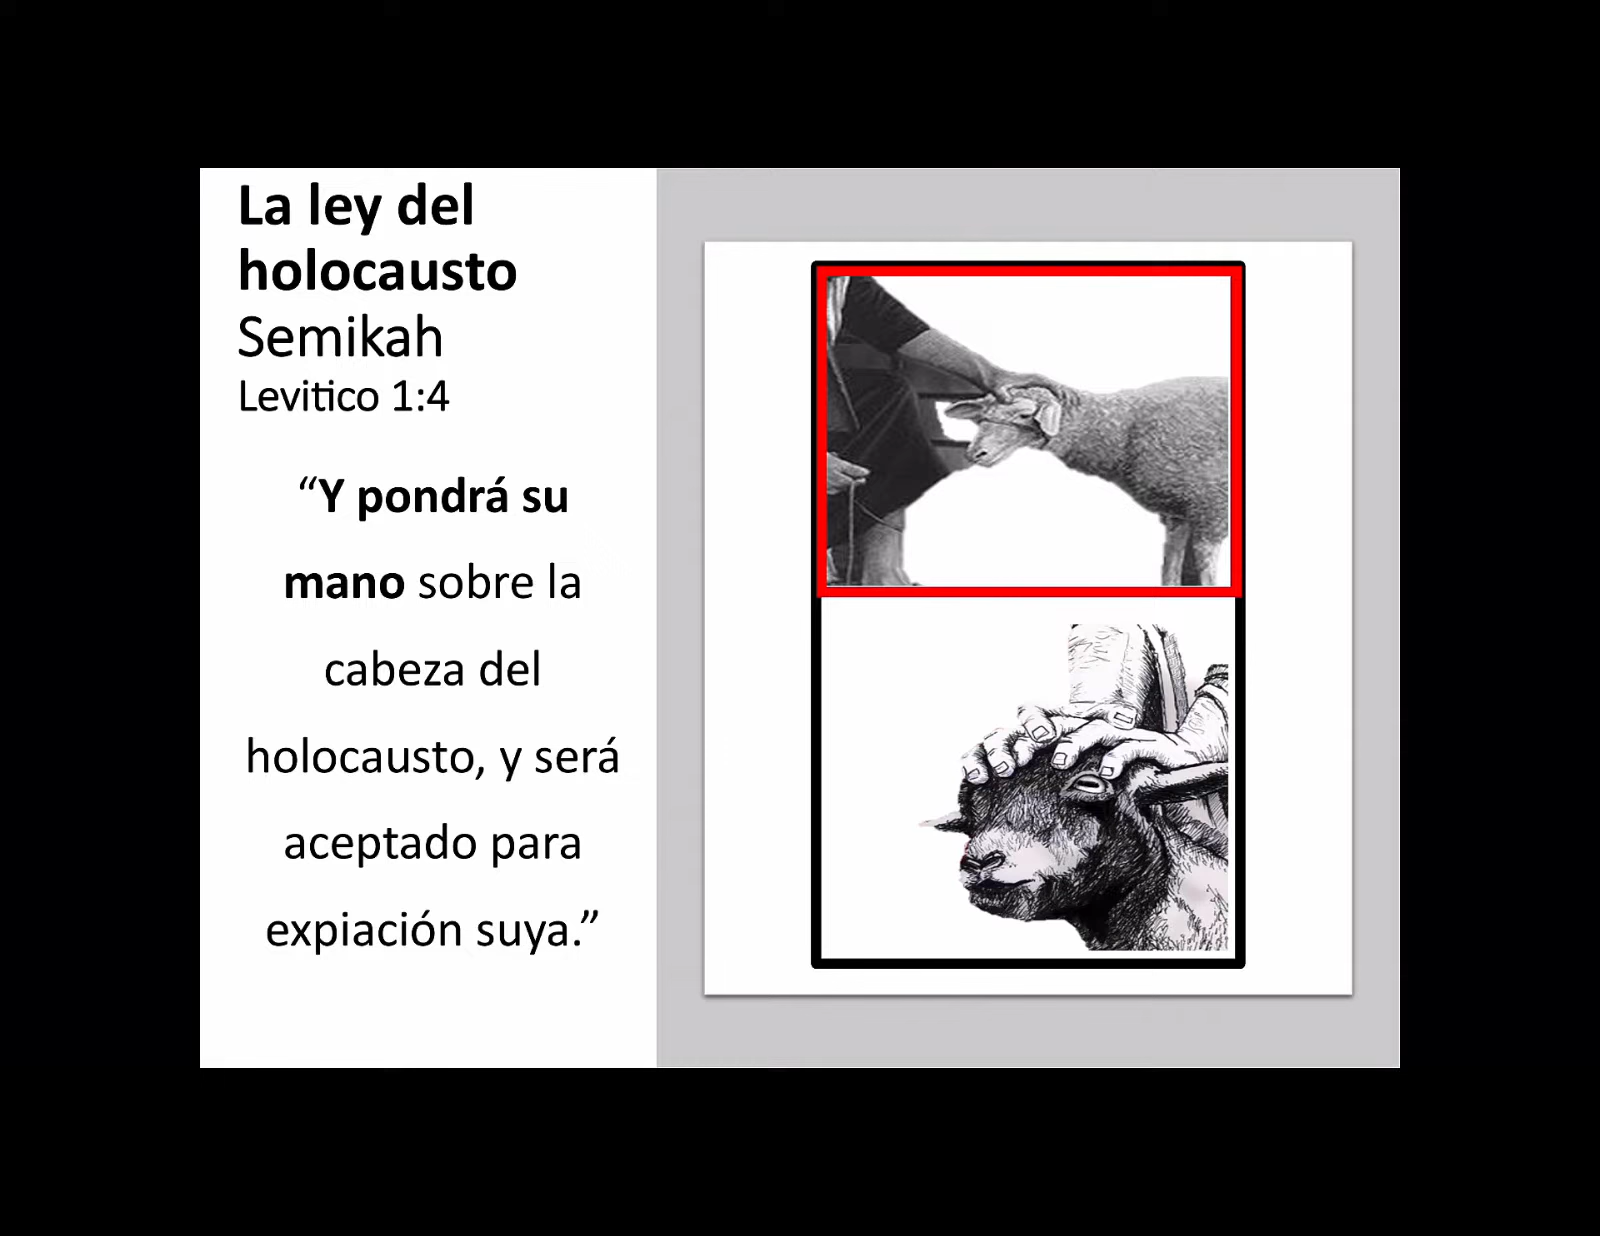 La ley del
holocausto
Semikah
Levitico 1:4
“Y pondrá su
mano sobre la
cabeza del
holocausto, y será
aceptado para
expiación suya.”